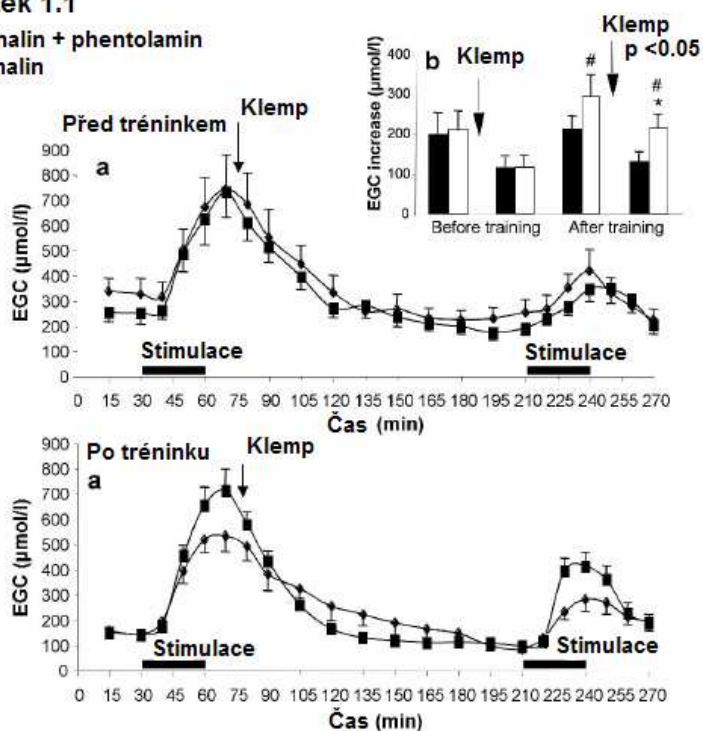 ek 1.1
nalin + phentolamin
nalin
Před tréninkem
Klemp
a
900
800
700
600
500
400
300
200
100
0
EGC (µmol/l)
Stimulace
Stimulace
0 15 30 45 60 75 90 105 120 135 150 165 180 195 210 225 240 255 270
Čas (min)
b
Klemp
Klemp
p <0.05
#
#
*
400
300
200
100
0
EGC increase (µmol/l)
Before training
After training
Po tréninku
Klemp
a
900
800
700
600
500
400
300
200
100
0
EGC (µmol/l)
Stimulace
Stimulace
0 15 30 45 60 75 90 105 120 135 150 165 180 195 210 225 240 255 270
Čas (min)